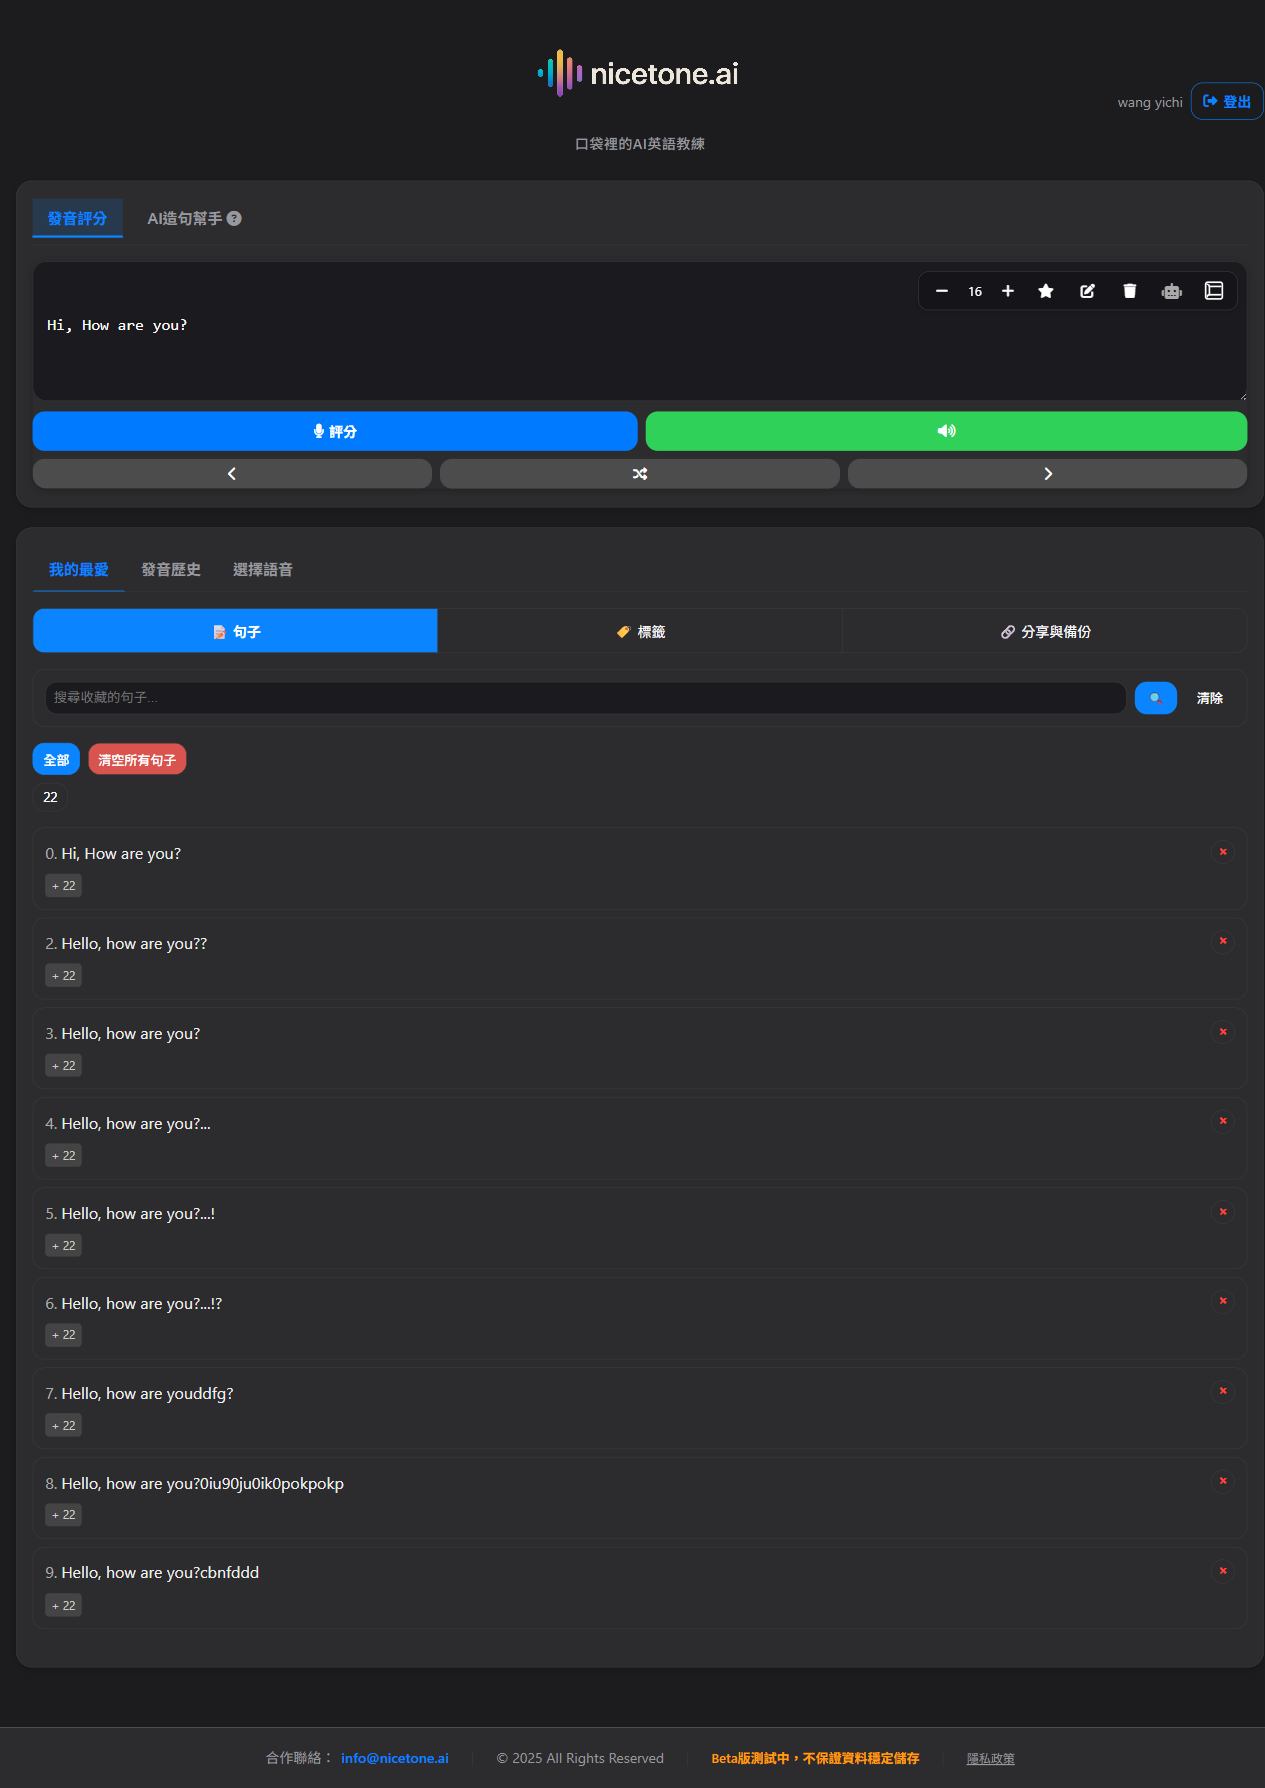 nicetone.ai
wang yichi 登出
口袋裡的AI英語教練
發音評分 AI造句幫手 ?
16
Hi, How are you?
評分
我的最愛 發音歷史 選擇語音
句子 標籤 分享與備份
搜尋收藏的句子... 清除
全部 清空所有句子
22
0. Hi, How are you?
+ 22
2. Hello, how are you??
+ 22
3. Hello, how are you?
+ 22
4. Hello, how are you?...
+ 22
5. Hello, how are you?...!
+ 22
6. Hello, how are you?...!?
+ 22
7. Hello, how are youddfg?
+ 22
8. Hello, how are you?0iu90ju0ik0pokpokp
+ 22
9. Hello, how are you?cbnfddd
+ 22
合作聯絡： info@nicetone.ai © 2025 All Rights Reserved Beta版測試中，不保證資料穩定儲存 隱私政策